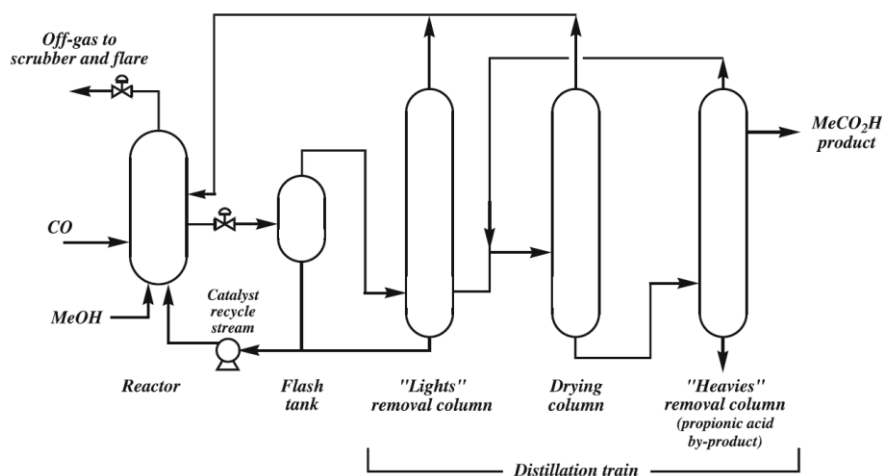 Off-gas to
scrubber and flare
MeCO₂H
product
CO
MeOH
Catalyst
recycle
stream
Reactor
Flash
tank
"Lights"
removal column
Drying
column
"Heavies"
removal column
(propionic acid
by-product)
Distillation train